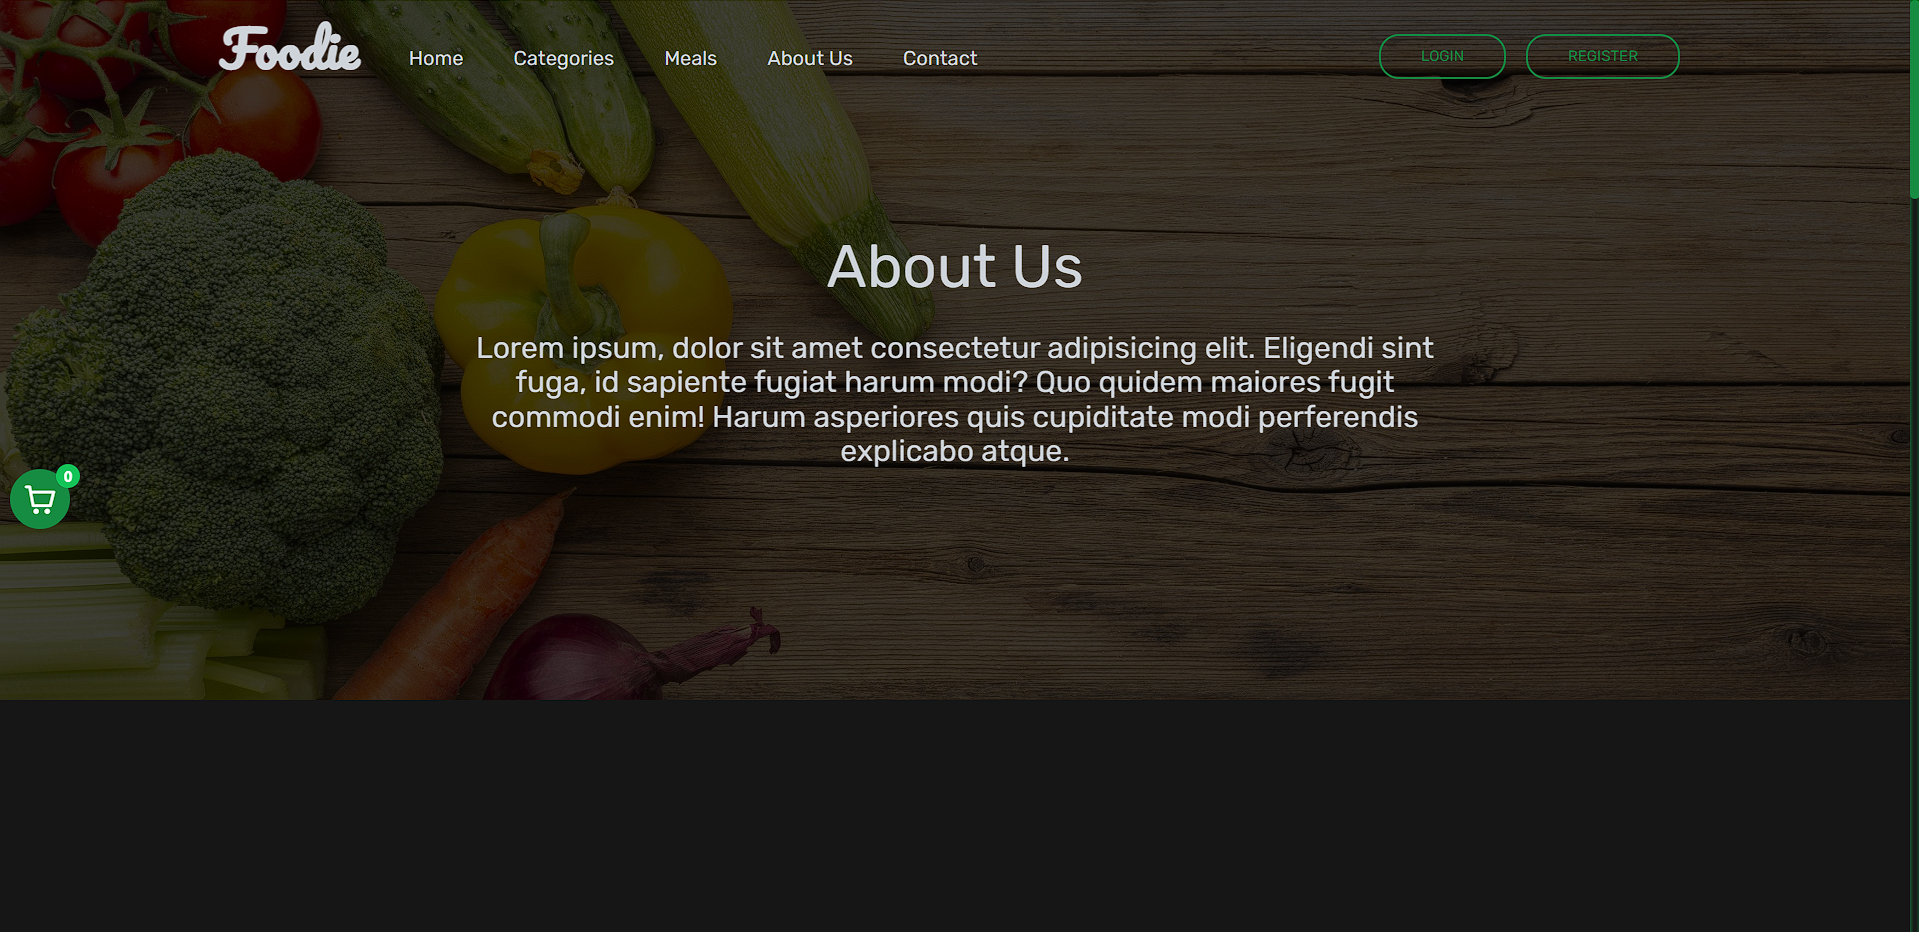 Foodie
Home
Categories
Meals
About Us
Contact
LOGIN
REGISTER
About Us
Lorem ipsum, dolor sit amet consectetur adipisicing elit. Eligendi sint
fuga, id sapiente fugiat harum modi? Quo quidem maiores fugit
commodi enim! Harum asperiores quis cupiditate modi perferendis
explicabo atque.
0